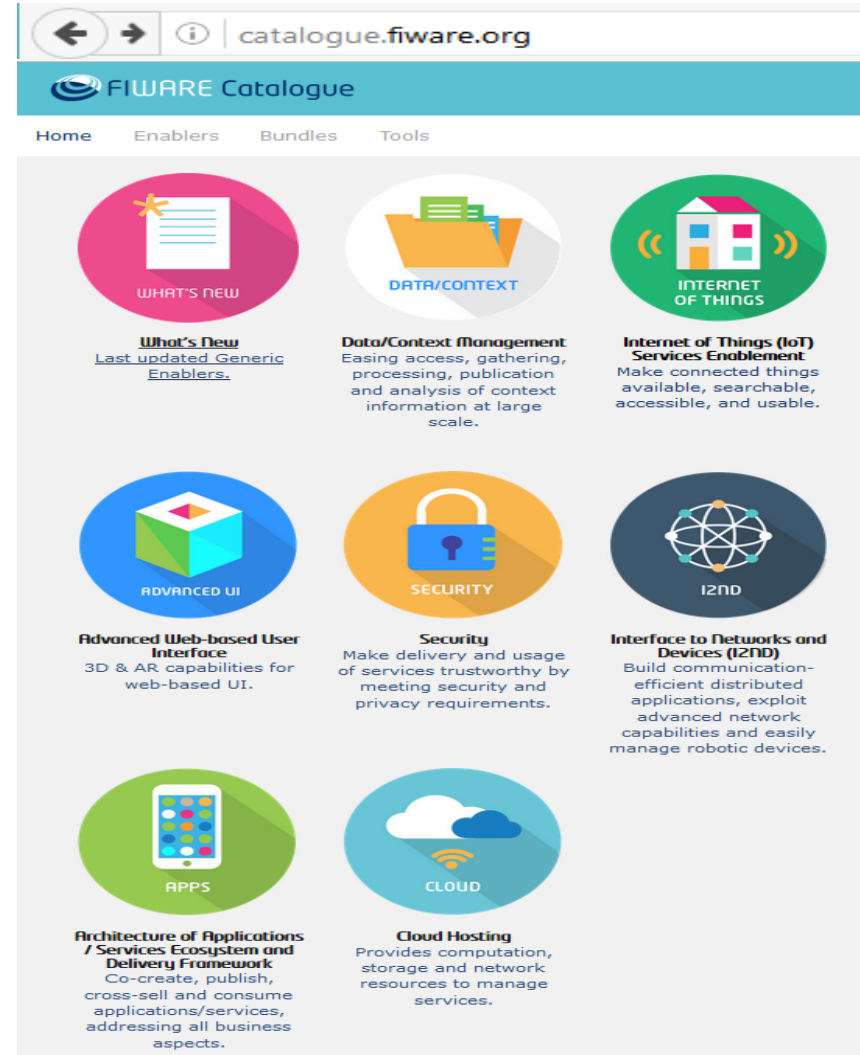 catalogue.fiware.org
FIWARE Catalogue
Home Enablers Bundles Tools
WHAT'S NEW
What's New
Last updated Generic
Enablers.
DATA/CONTEXT
Data/Context Management
Easing access, gathering,
processing, publication
and analysis of context
information at large
scale.
INTERNET
OF THINGS
Internet of Things (IoT)
Services Enablement
Make connected things
available, searchable,
accessible, and usable.
ADVANCED UI
Advanced Web-based User
Interface
3D & AR capabilities for
web-based UI.
SECURITY
Security
Make delivery and usage
of services trustworthy by
meeting security and
privacy requirements.
I2ND
Interface to Networks and
Devices (I2ND)
Build communication-
efficient distributed
applications, exploit
advanced network
capabilities and easily
manage robotic devices.
APPS
Architecture of Applications
/ Services Ecosystem and
Delivery Framework
Co-create, publish,
cross-sell and consume
applications/services,
addressing all business
aspects.
CLOUD
Cloud Hosting
Provides computation,
storage and network
resources to manage
services.